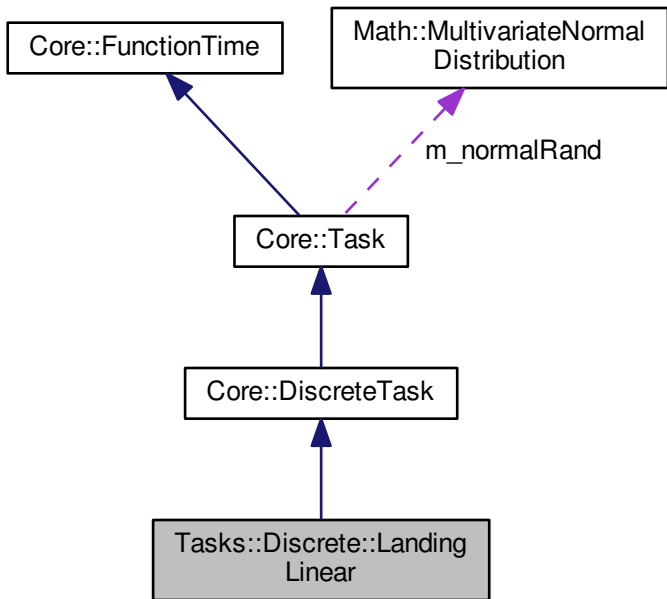 Core::FunctionTime
Math::MultivariateNormal
Distribution
m_normalRand
Core::Task
Core::DiscreteTask
Tasks::Discrete::Landing
Linear